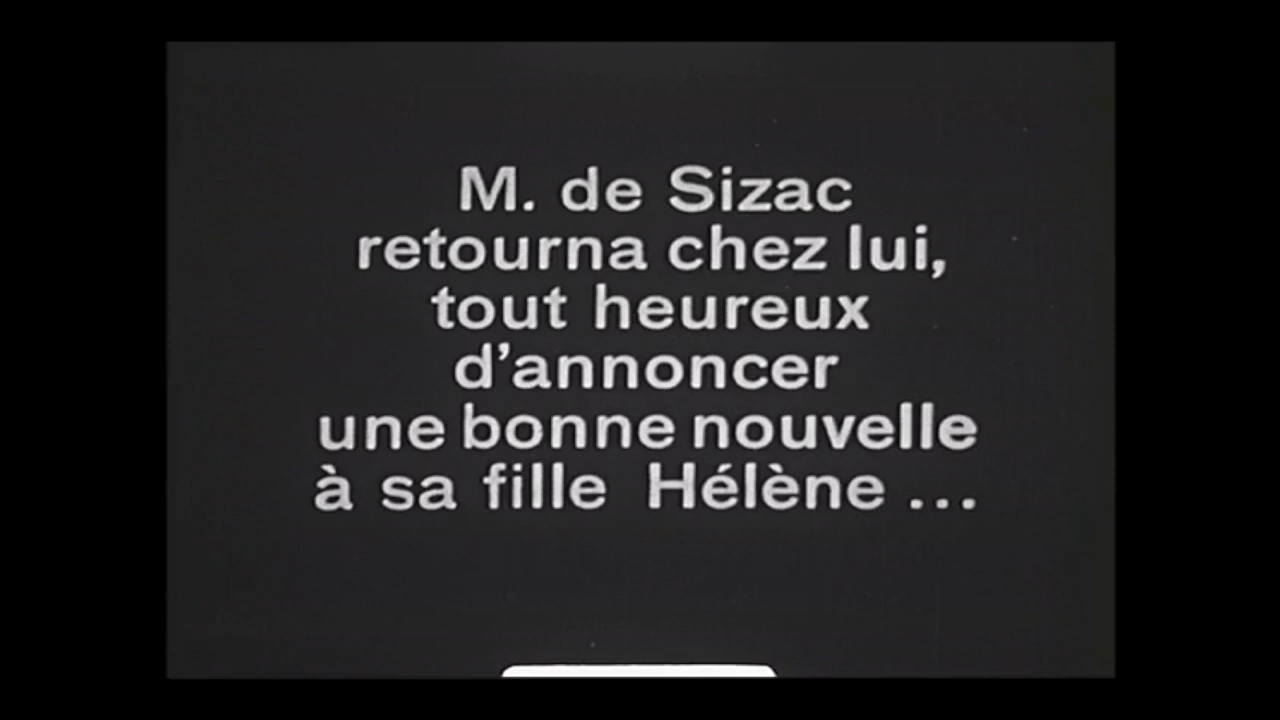 M. de Sizac
retourna chez lui,
tout heureux
d’annoncer
une bonne nouvelle
à sa fille Hélène ...